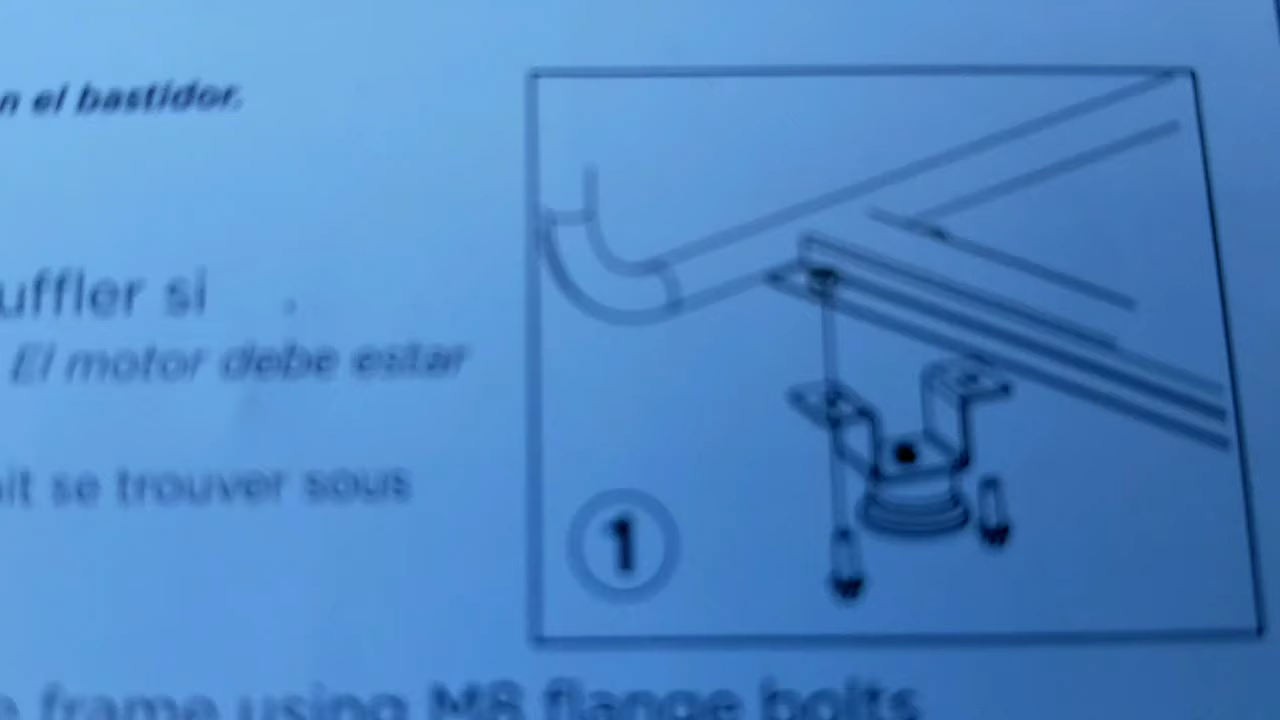 n el bastidor.
uffler si
El motor debe estar
it se trouver sous
1
frame using M8 flange bolts